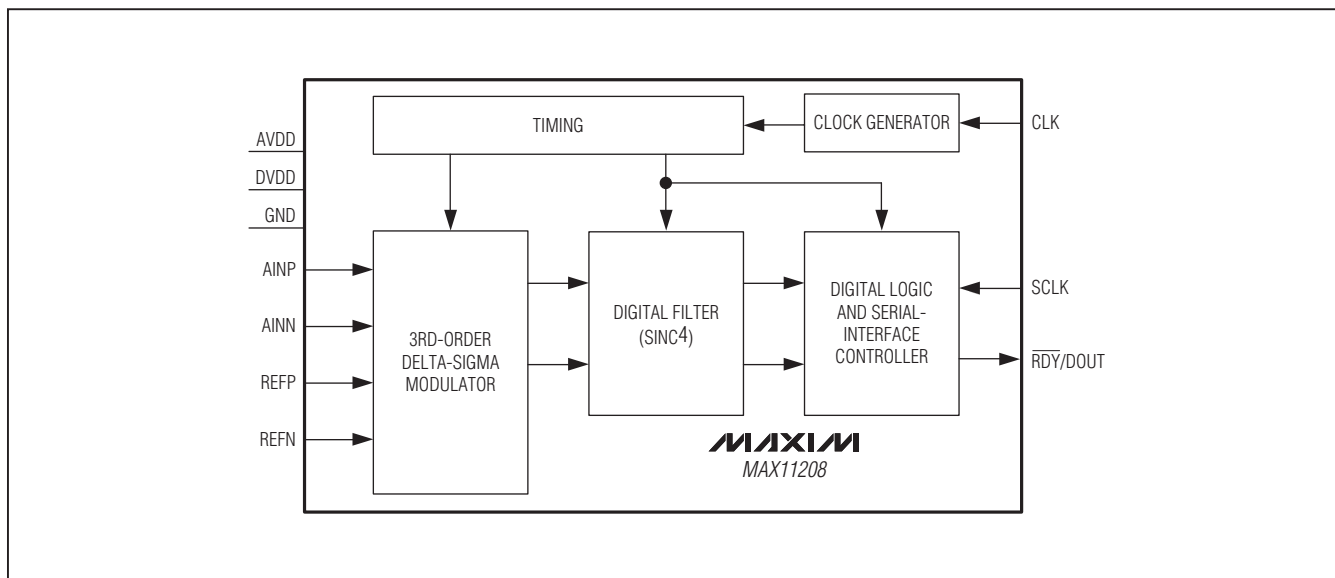 TIMING
CLOCK GENERATOR
CLK
AVDD
DVDD
GND
AINP
AINN
REFP
REFN
3RD-ORDER
DELTA-SIGMA
MODULATOR
DIGITAL FILTER
(SINC4)
DIGITAL LOGIC
AND SERIAL-
INTERFACE
CONTROLLER
SCLK
RDY/DOUT
MAXIM
MAX11208